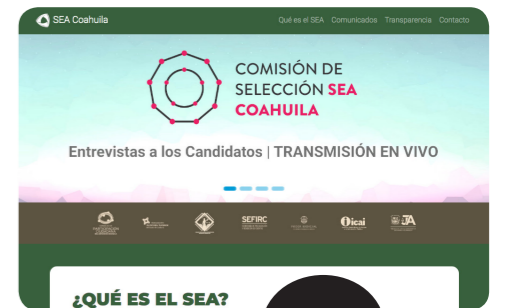 SEA Coahuila
Qué es el SEA Comunicados Transparencia Contacto
COMISIÓN DE
SELECCIÓN SEA
COAHUILA
Entrevistas a los Candidatos | TRANSMISIÓN EN VIVO
SEFIRC
icai
¿QUÉ ES EL SEA?